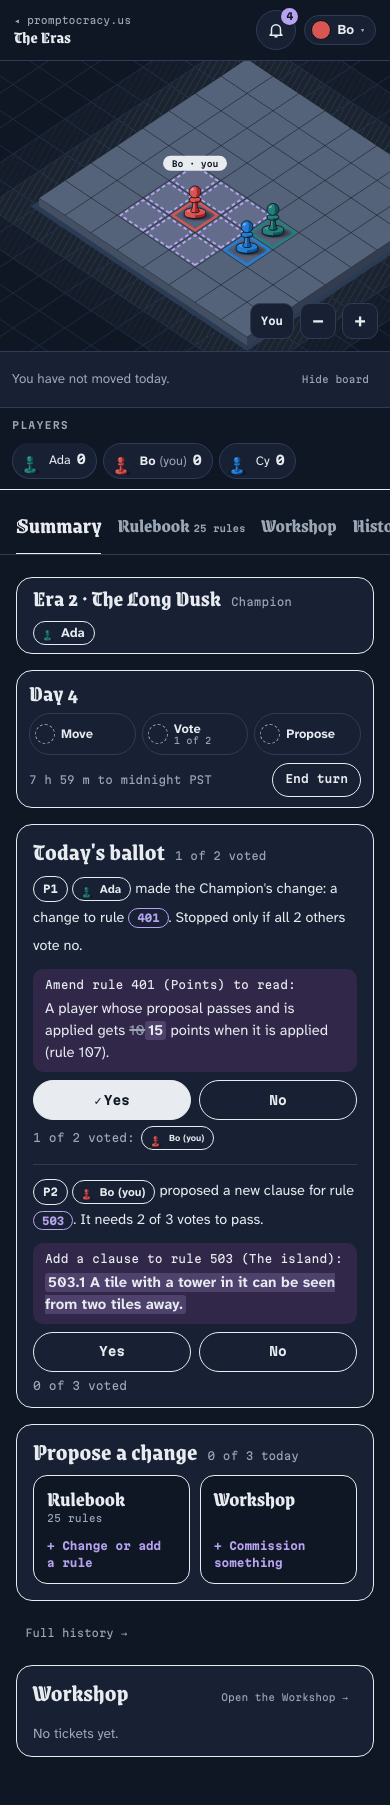 ◂ promptocracy.us
The Eras
4
Bo ▾
Bo · you
You
−
+
You have not moved today.
Hide board
PLAYERS
Ada 0
Bo (you) 0
Cy 0
Summary
Rulebook 25 rules
Workshop
Histo
Era 2 · The Long Dusk Champion
Ada
Day 4
Move
Vote
1 of 2
Propose
7 h 59 m to midnight PST
End turn
Today's ballot 1 of 2 voted
P1 Ada made the Champion's change: a
change to rule 401. Stopped only if all 2 others
vote no.
Amend rule 401 (Points) to read:
A player whose proposal passes and is
applied gets 10 15 points when it is applied
(rule 107).
✓Yes
No
1 of 2 voted: Bo (you)
P2 Bo (you) proposed a new clause for rule
503. It needs 2 of 3 votes to pass.
Add a clause to rule 503 (The island):
503.1 A tile with a tower in it can be seen
from two tiles away.
Yes
No
0 of 3 voted
Propose a change 0 of 3 today
Rulebook
25 rules
+ Change or add
a rule
Workshop
+ Commission
something
Full history →
Workshop
Open the Workshop →
No tickets yet.